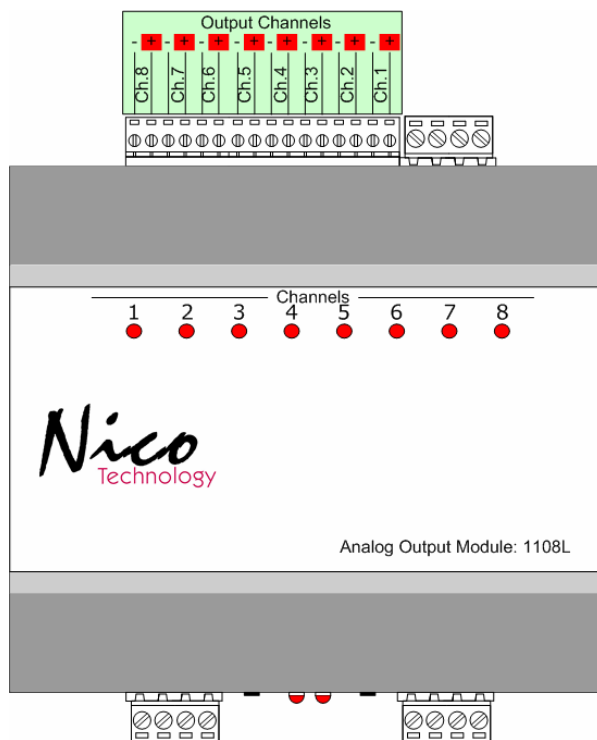 Output Channels
- + - + - + - + - + - + - + - +
Ch.8 Ch.7 Ch.6 Ch.5 Ch.4 Ch.3 Ch.2 Ch.1
Channels
1 2 3 4 5 6 7 8
Nico
Technology
Analog Output Module: 1108L